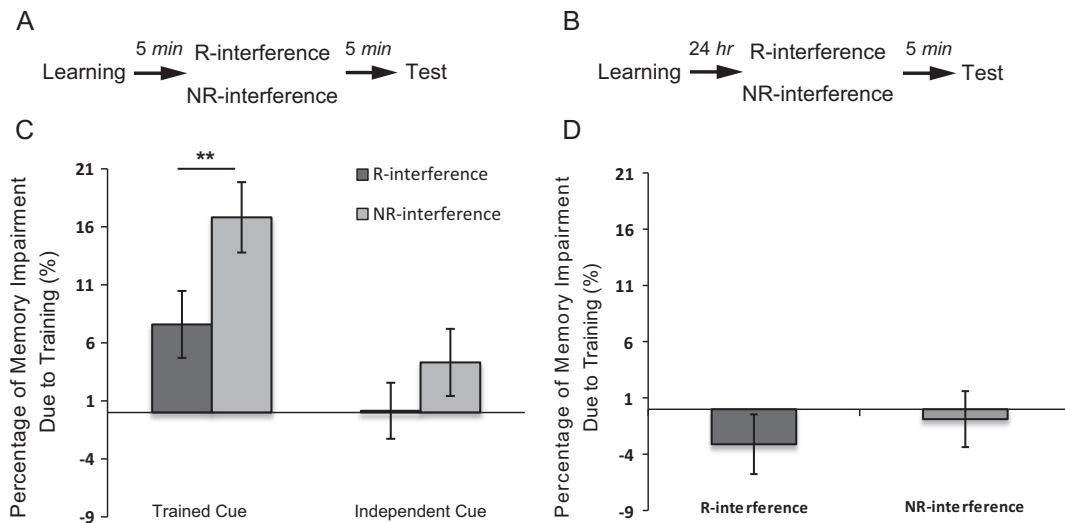 A
B
5 min R-interference 5 min
Learning Test
NR-interference
24 hr R-interference 5 min
Learning Test
NR-interference
C
D
Percentage of Memory Impairment
Due to Training (%)
21
16
11
6
1
-4
-9
**
R-interference
NR-interference
Trained Cue
Independent Cue
Percentage of Memory Impairment
Due to Training (%)
21
16
11
6
1
-4
-9
R-interference
NR-interference